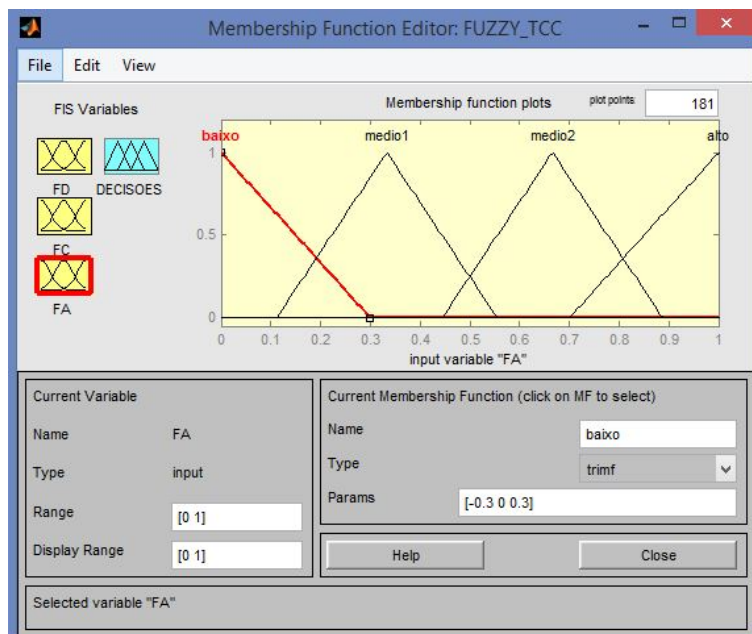 Membership Function Editor: FUZZY_TCC
File Edit View
FIS Variables
Membership function plots
plot points:
181
FD
DECISOES
FC
FA
baixo
medio1
medio2
alto
1
0.5
0
0 0.1 0.2 0.3 0.4 0.5 0.6 0.7 0.8 0.9 1
input variable "FA"
Current Variable
Name FA
Type input
Range [0 1]
Display Range [0 1]
Current Membership Function (click on MF to select)
Name baixo
Type trimf
Params [-0.3 0 0.3]
Help
Close
Selected variable "FA"